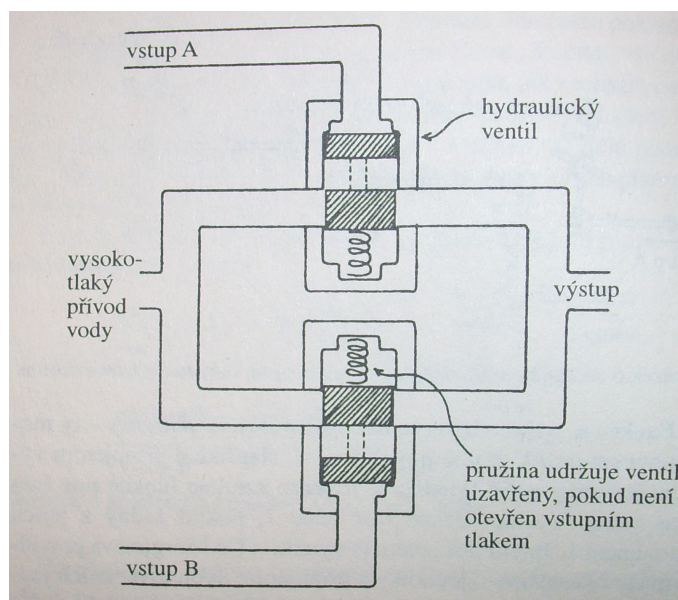 vstup A
hydraulický
ventil
vysoko-
tlaký
přívod
vody
výstup
pružina udržuje ventil
uzavřený, pokud není
otevřen vstupním
tlakem
vstup B